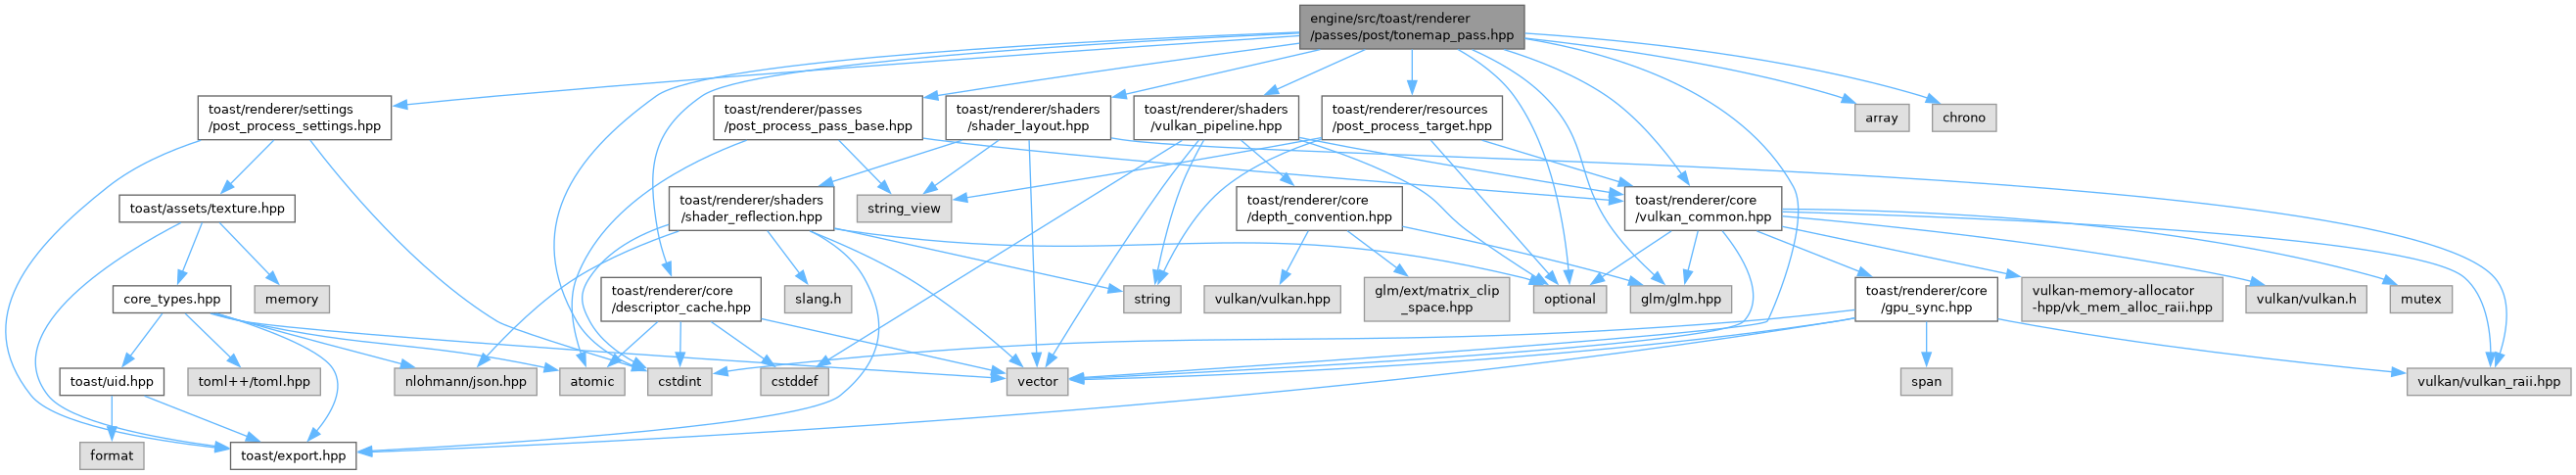 engine/src/toast/renderer
/passes/post/tonemap_pass.hpp
toast/renderer/settings
/post_process_settings.hpp
toast/renderer/passes
/post_process_pass_base.hpp
toast/renderer/shaders
/shader_layout.hpp
toast/renderer/shaders
/vulkan_pipeline.hpp
toast/renderer/resources
/post_process_target.hpp
array
chrono
toast/assets/texture.hpp
toast/renderer/shaders
/shader_reflection.hpp
string_view
toast/renderer/core
/depth_convention.hpp
toast/renderer/core
/vulkan_common.hpp
core_types.hpp
memory
toast/renderer/core
/descriptor_cache.hpp
slang.h
string
vulkan/vulkan.hpp
glm/ext/matrix_clip
_space.hpp
optional
glm/glm.hpp
toast/renderer/core
/gpu_sync.hpp
vulkan-memory-allocator
-hpp/vk_mem_alloc_raii.hpp
vulkan/vulkan.h
mutex
toast/uid.hpp
toml++/toml.hpp
nlohmann/json.hpp
atomic
cstdint
cstddef
vector
span
vulkan/vulkan_raii.hpp
format
toast/export.hpp